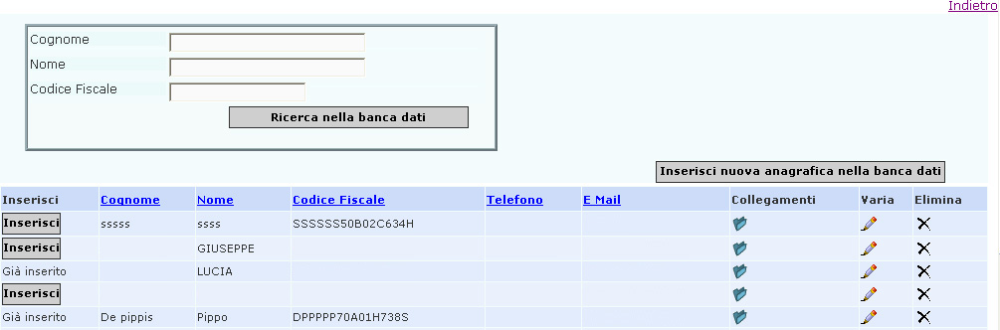 Indietro
Cognome
Nome
Codice Fiscale
Ricerca nella banca dati
Inserisci nuova anagrafica nella banca dati
Inserisci Cognome Nome Codice Fiscale Telefono E Mail Collegamenti Varia Elimina
Inserisci sssss ssss SSSSSS50B02C634H
Inserisci GIUSEPPE
Già inserito LUCIA
Inserisci
Già inserito De pippis Pippo DPPPPP70A01H738S